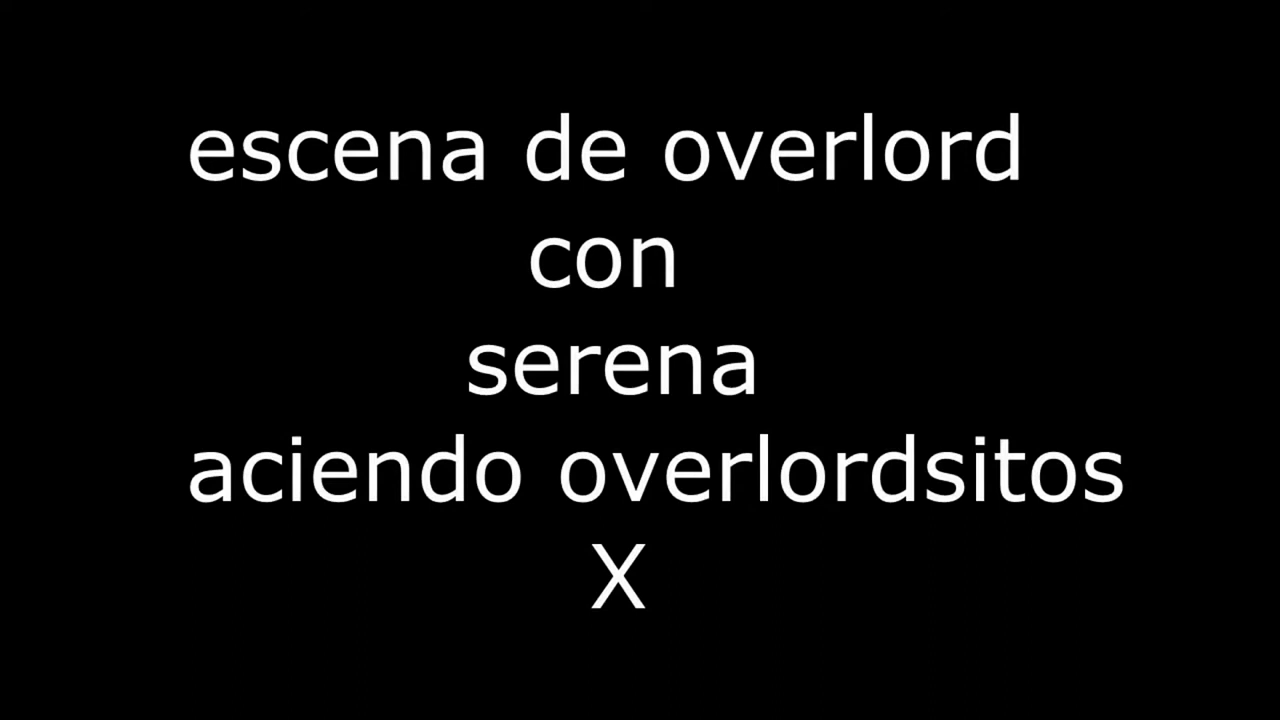 escena de overlord
con
serena
aciendo overlordsitos
X